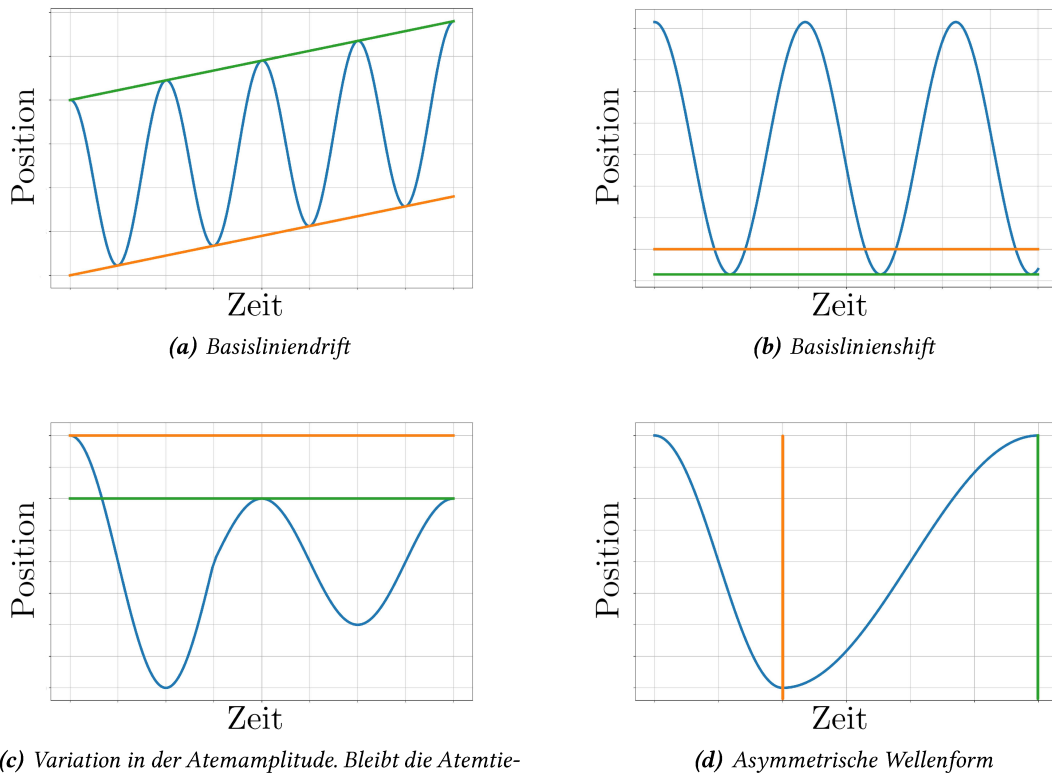 Position
Zeit
(a) Basisliniendrift
Position
Zeit
(b) Basislinienshift
Position
Zeit
(c) Variation in der Atemamplitude. Bleibt die Atemtie-
Position
Zeit
(d) Asymmetrische Wellenform